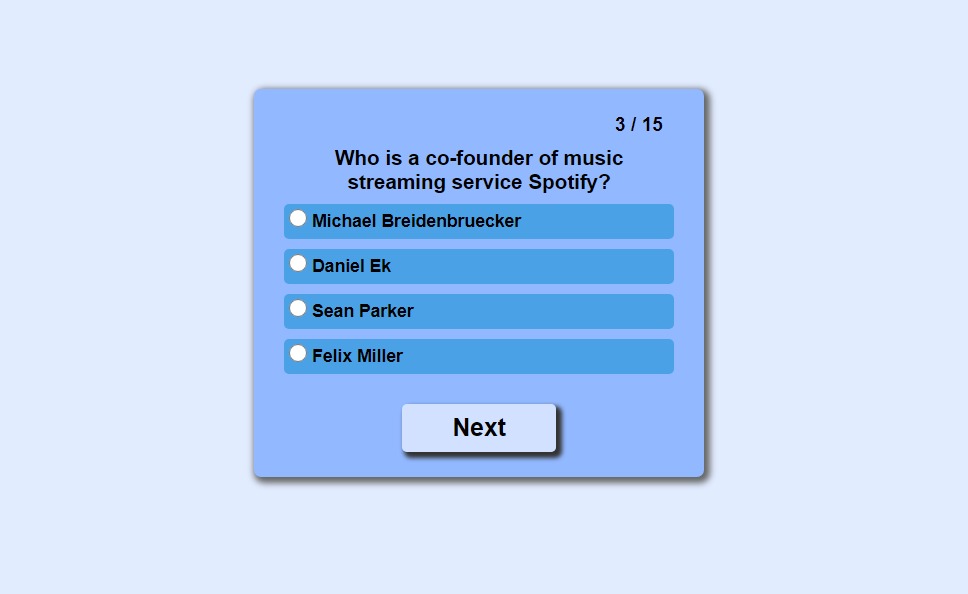 3 / 15
Who is a co-founder of music
streaming service Spotify?
Michael Breidenbruecker
Daniel Ek
Sean Parker
Felix Miller
Next